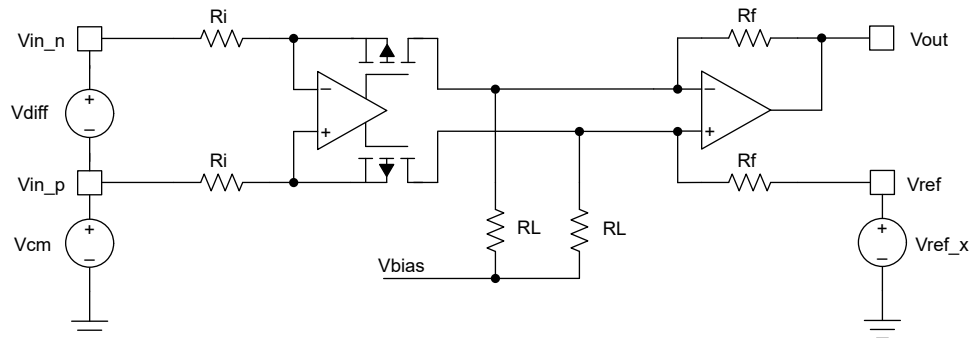 Ri
Rf
Vin_n
Vout
Vdiff
Ri
Vin_p
Rf
Vref
Vcm
RL
RL
Vref_x
Vbias